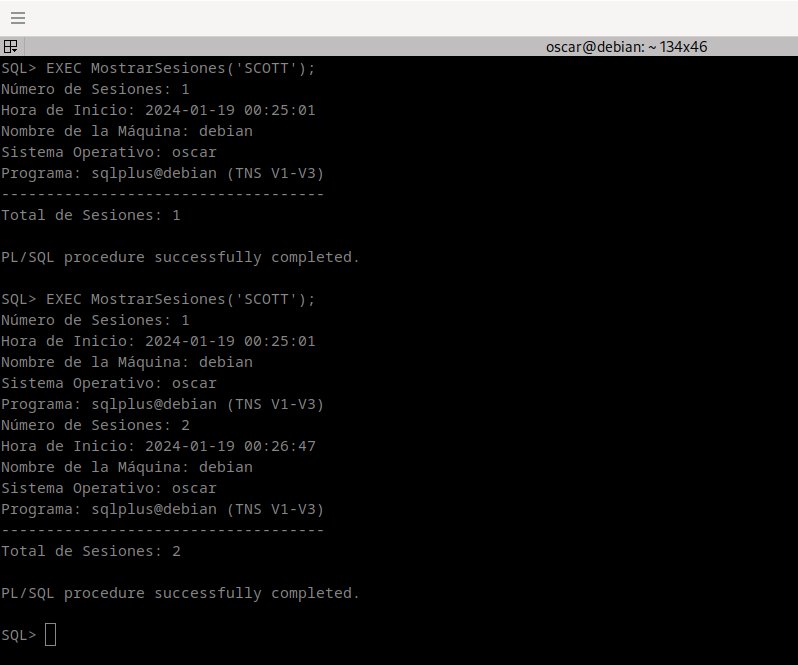 oscar@debian: ~ 134x46
SQL> EXEC MostrarSesiones('SCOTT');
Número de Sesiones: 1
Hora de Inicio: 2024-01-19 00:25:01
Nombre de la Máquina: debian
Sistema Operativo: oscar
Programa: sqlplus@debian (TNS V1-V3)
------------------------------------
Total de Sesiones: 1
PL/SQL procedure successfully completed.
SQL> EXEC MostrarSesiones('SCOTT');
Número de Sesiones: 1
Hora de Inicio: 2024-01-19 00:25:01
Nombre de la Máquina: debian
Sistema Operativo: oscar
Programa: sqlplus@debian (TNS V1-V3)
Número de Sesiones: 2
Hora de Inicio: 2024-01-19 00:26:47
Nombre de la Máquina: debian
Sistema Operativo: oscar
Programa: sqlplus@debian (TNS V1-V3)
------------------------------------
Total de Sesiones: 2
PL/SQL procedure successfully completed.
SQL>